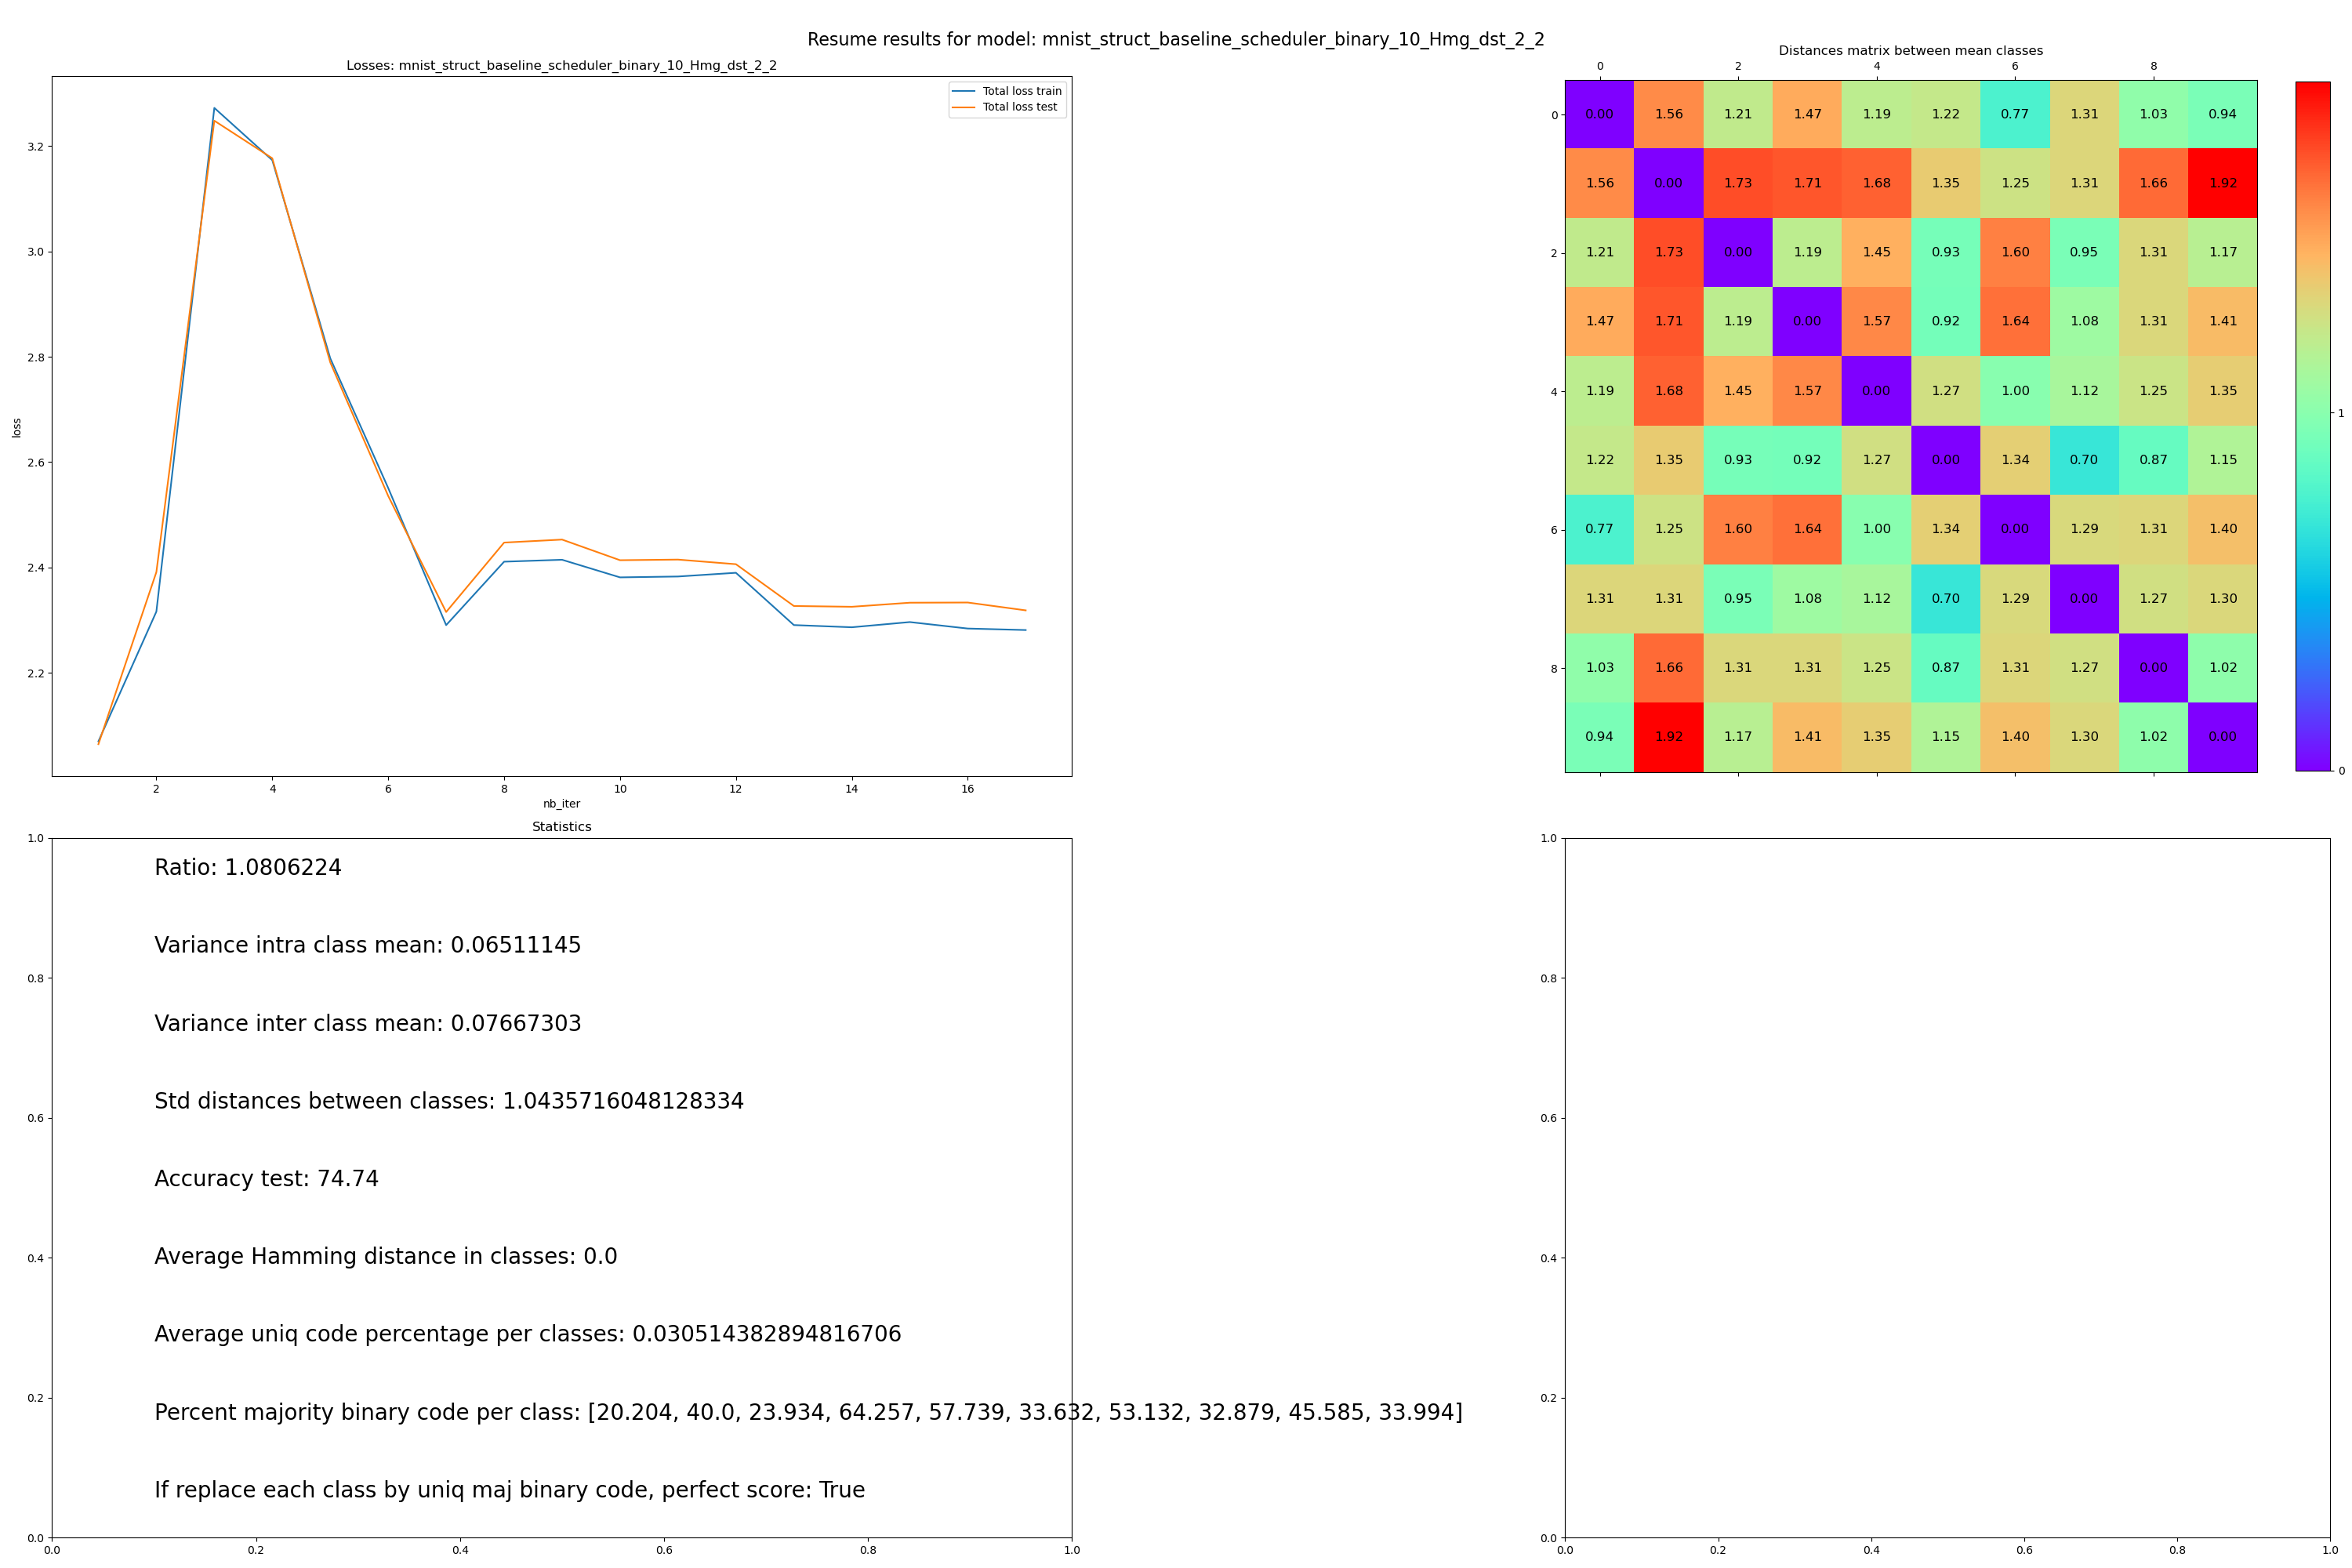 Resume results for model: mnist_struct_baseline_scheduler_binary_10_Hmg_dst_2_2
Losses: mnist_struct_baseline_scheduler_binary_10_Hmg_dst_2_2
Total loss train
Total loss test
3.2
3.0
2.8
2.6
2.4
2.2
loss
2 4 6 8 10 12 14 16
nb_iter
Distances matrix between mean classes
0 2 4 6 8
0 0.00 1.56 1.21 1.47 1.19 1.22 0.77 1.31 1.03 0.94
1.56 0.00 1.73 1.71 1.68 1.35 1.25 1.31 1.66 1.92
2 1.21 1.73 0.00 1.19 1.45 0.93 1.60 0.95 1.31 1.17
1.47 1.71 1.19 0.00 1.57 0.92 1.64 1.08 1.31 1.41
4 1.19 1.68 1.45 1.57 0.00 1.27 1.00 1.12 1.25 1.35
1.22 1.35 0.93 0.92 1.27 0.00 1.34 0.70 0.87 1.15
6 0.77 1.25 1.60 1.64 1.00 1.34 0.00 1.29 1.31 1.40
1.31 1.31 0.95 1.08 1.12 0.70 1.29 0.00 1.27 1.30
8 1.03 1.66 1.31 1.31 1.25 0.87 1.31 1.27 0.00 1.02
0.94 1.92 1.17 1.41 1.35 1.15 1.40 1.30 1.02 0.00
1
0
Statistics
Ratio: 1.0806224
Variance intra class mean: 0.06511145
Variance inter class mean: 0.07667303
Std distances between classes: 1.0435716048128334
Accuracy test: 74.74
Average Hamming distance in classes: 0.0
Average uniq code percentage per classes: 0.030514382894816706
Percent majority binary code per class: [20.204, 40.0, 23.934, 64.257, 57.739, 33.632, 53.132, 32.879, 45.585, 33.994]
If replace each class by uniq maj binary code, perfect score: True
1.0
0.8
0.6
0.4
0.2
0.0
0.2 0.4 0.6 0.8 1.0
1.0
0.8
0.6
0.4
0.2
0.0
0.0 0.2 0.4 0.6 0.8 1.0